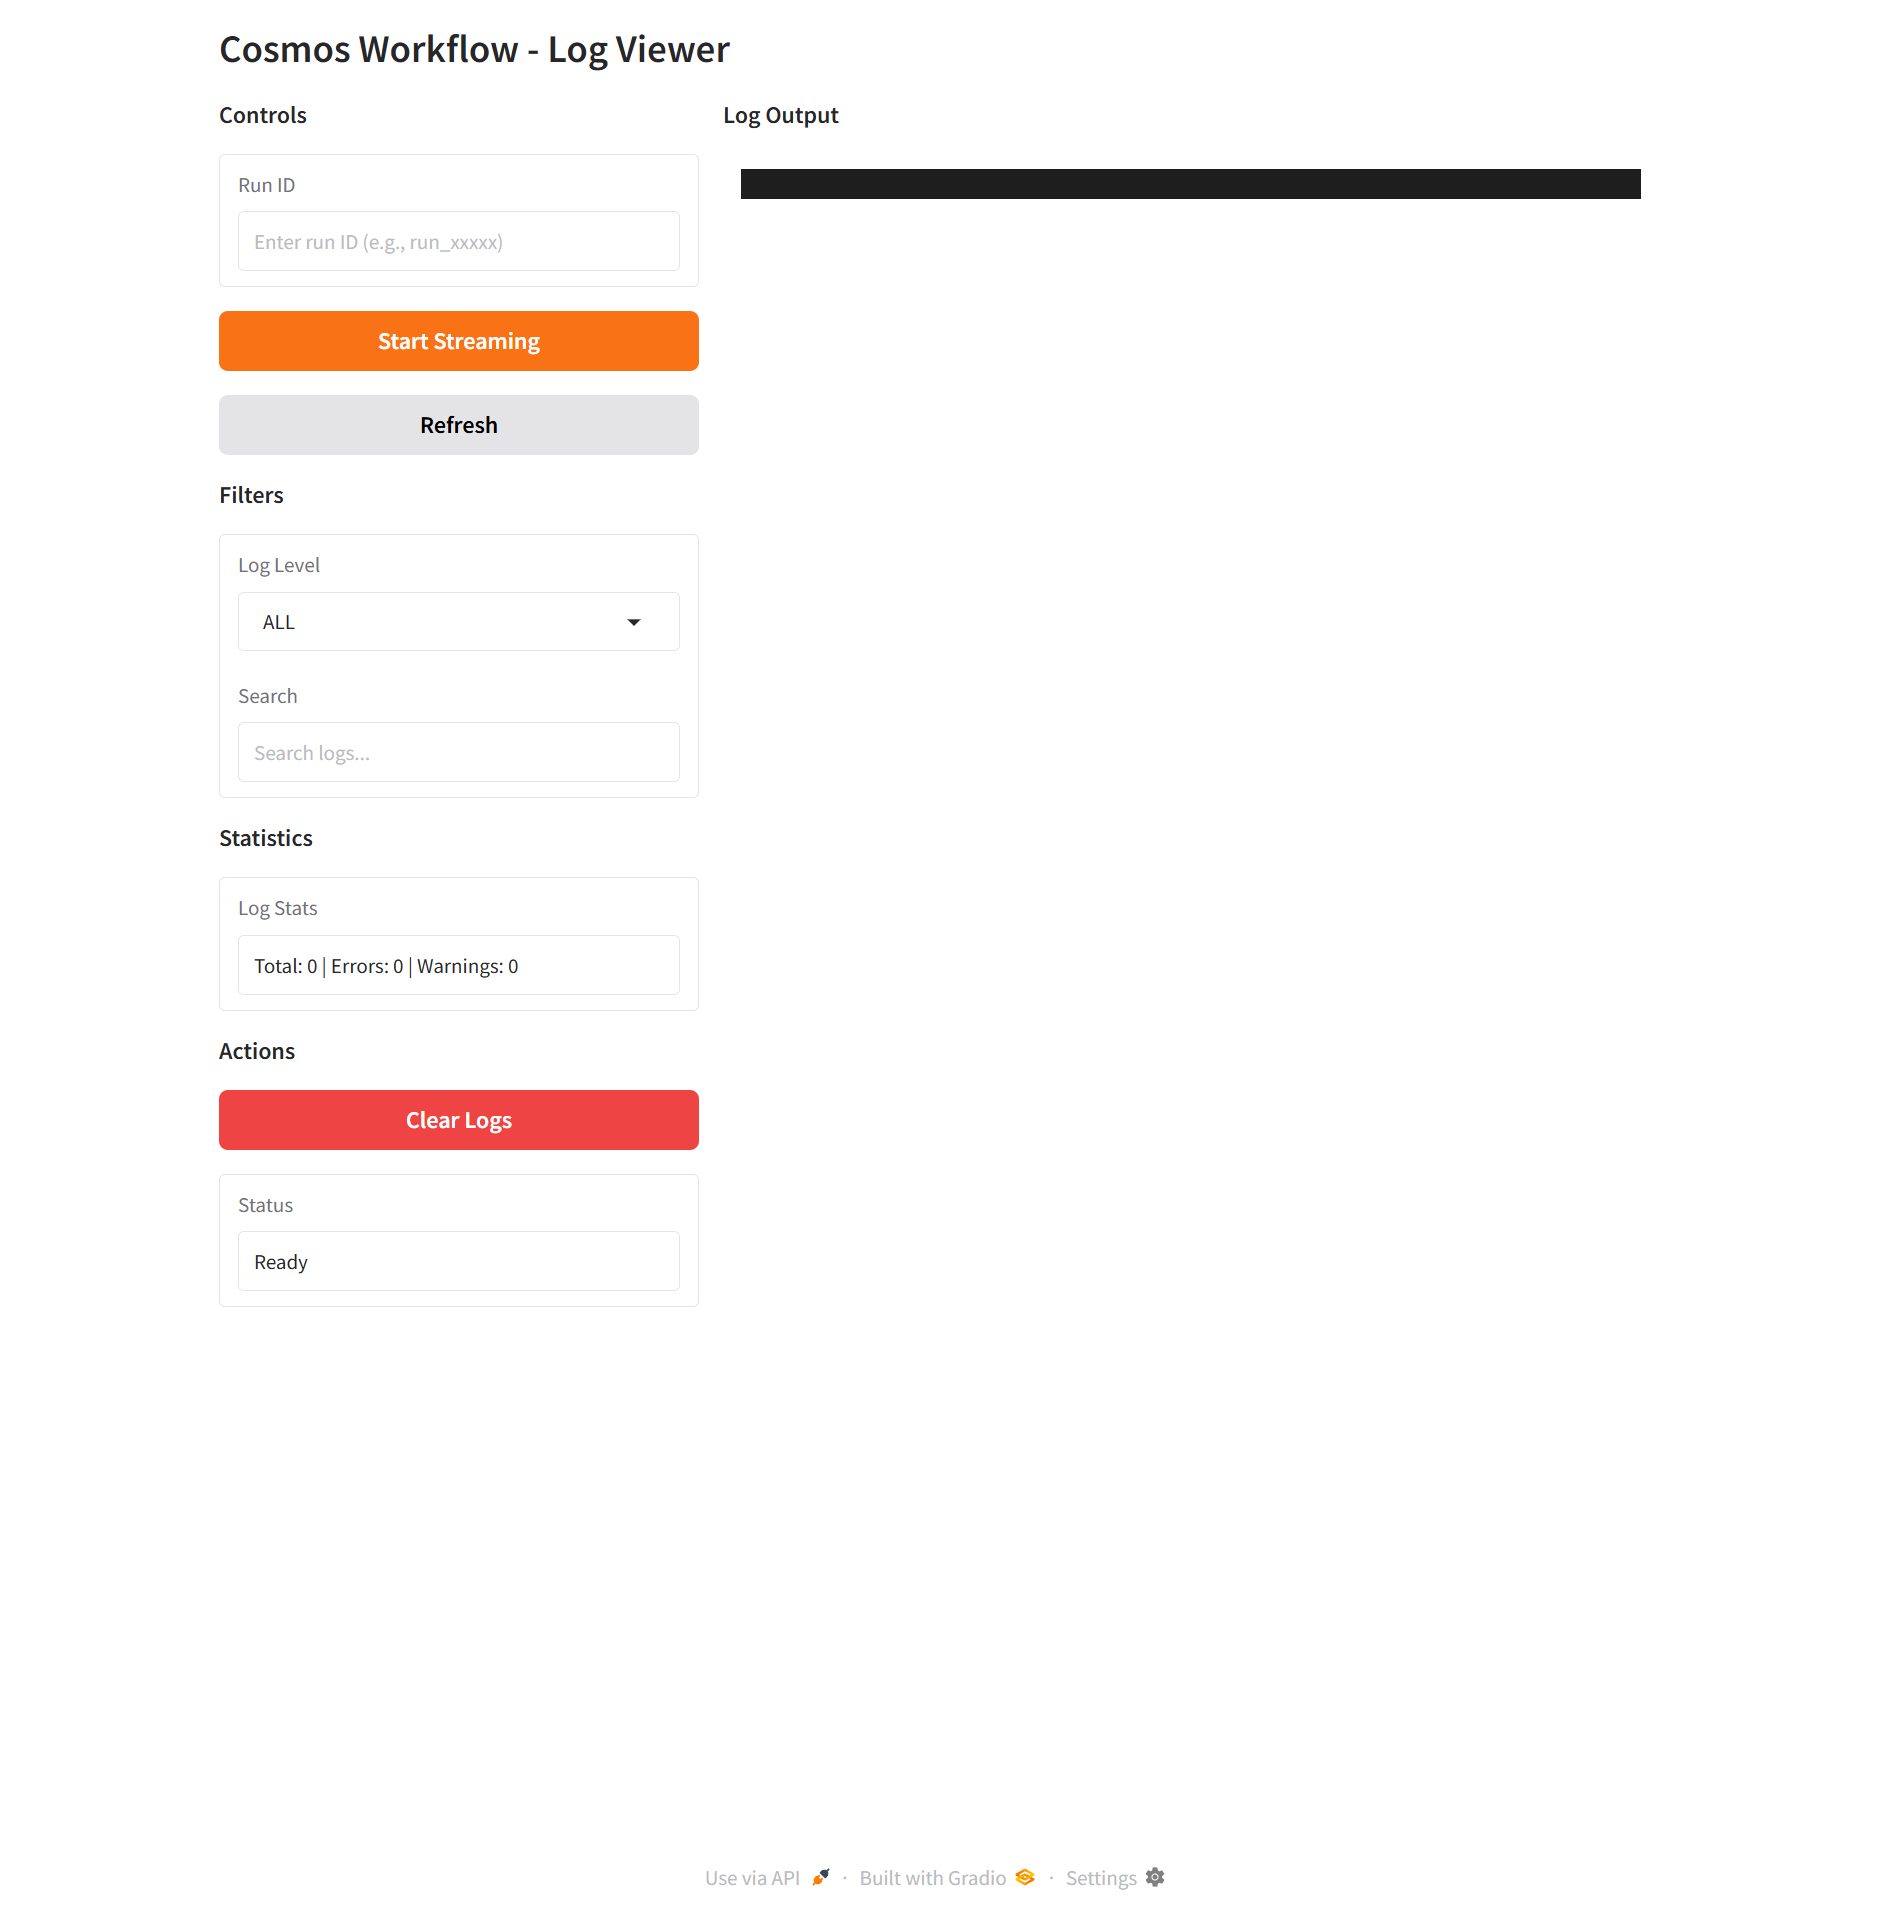 Cosmos Workflow - Log Viewer
Controls
Run ID
Enter run ID (e.g., run_xxxxx)
Start Streaming
Refresh
Filters
Log Level
ALL
Search
Search logs...
Statistics
Log Stats
Total: 0 | Errors: 0 | Warnings: 0
Actions
Clear Logs
Status
Ready
Log Output
Use via API · Built with Gradio · Settings